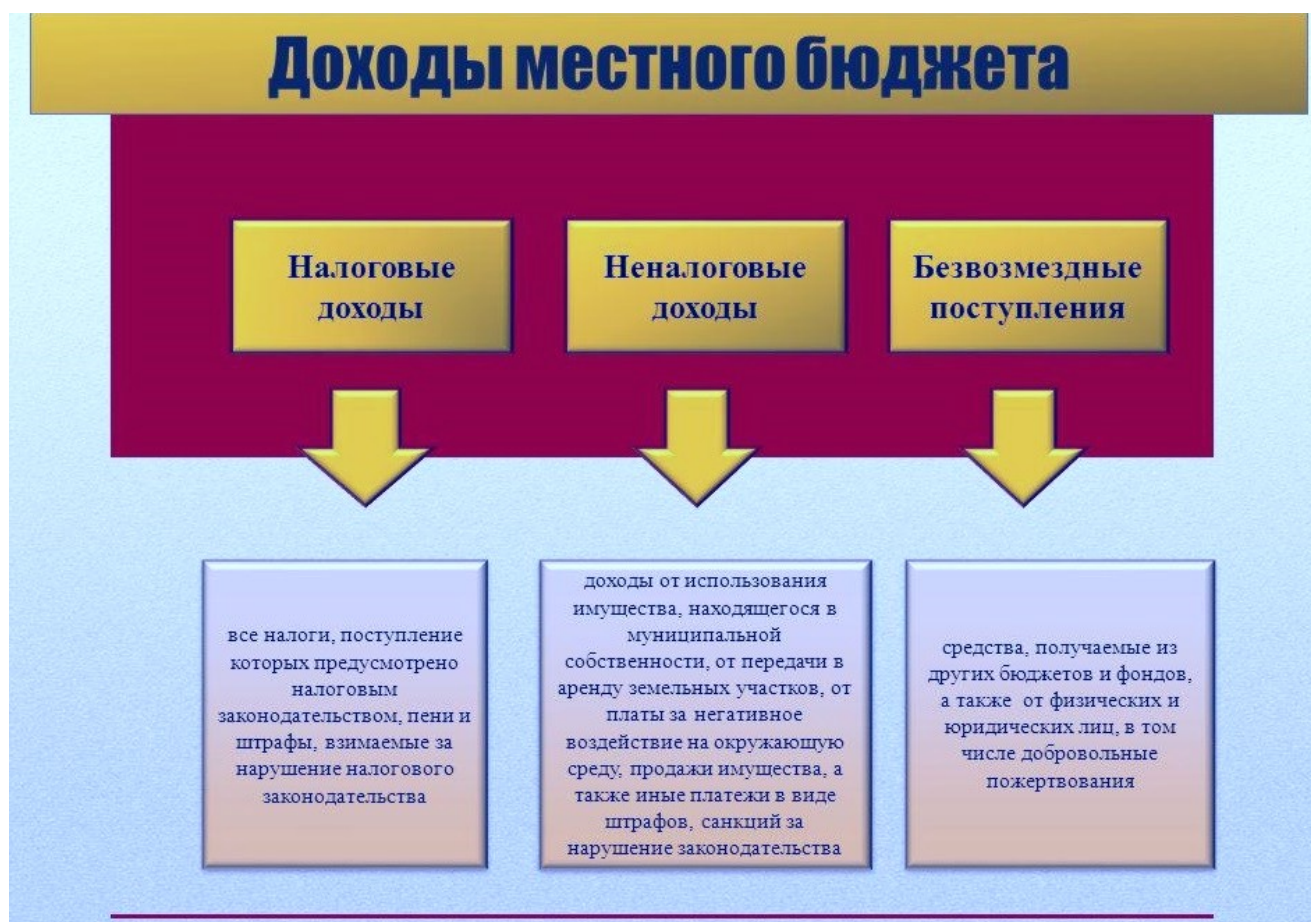 Доходы местного бюджета
Налоговые
доходы
Неналоговые
доходы
Безвозмездные
поступления
все налоги, поступление
которых предусмотрено
налоговым
законодательством, пени и
штрафы, взимаемые за
нарушение налогового
законодательства
доходы от использования
имущества, находящегося в
муниципальной
собственности, от передачи в
аренду земельных участков, от
платы за негативное
воздействие на окружающую
среду, продажи имущества, а
также иные платежи в виде
штрафов, санкций за
нарушение законодательства
средства, получаемые из
других бюджетов и фондов,
а также от физических и
юридических лиц, в том
числе добровольные
пожертвования